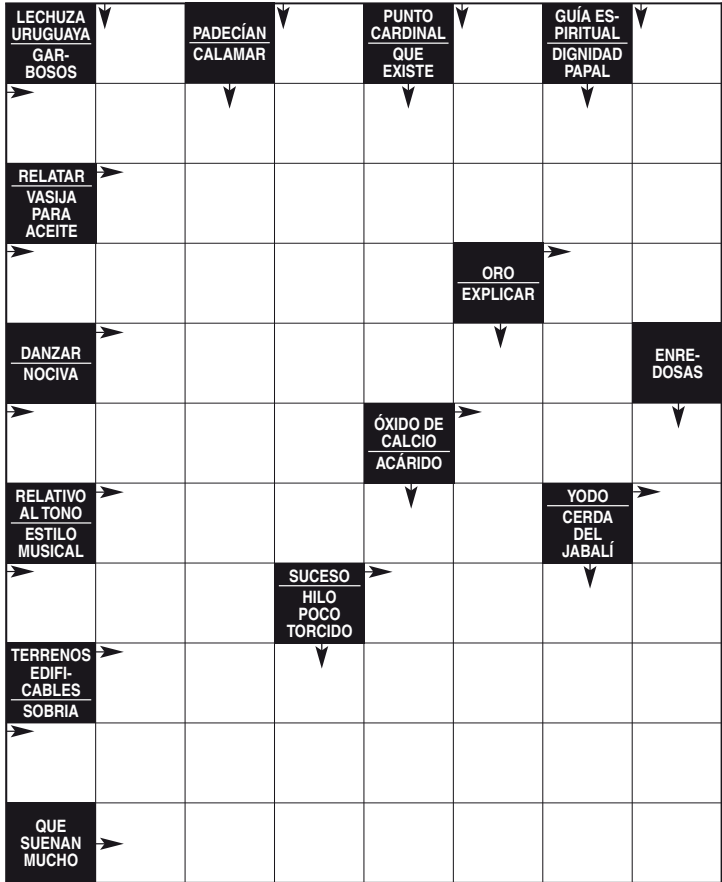 LECHUZA
URUGUAYA
GAR-
BOSOS
PADECÍAN
CALAMAR
PUNTO
CARDINAL
QUE
EXISTE
GUÍA ES-
PIRITUAL
DIGNIDAD
PAPAL
RELATAR
VASIJA
PARA
ACEITE
ORO
EXPLICAR
DANZAR
NOCIVA
ENRE-
DOSAS
ÓXIDO DE
CALCIO
ACÁRIDO
RELATIVO
AL TONO
ESTILO
MUSICAL
YODO
CERDA
DEL
JABALÍ
SUCESO
HILO
POCO
TORCIDO
TERRENOS
EDIFI-
CABLES
SOBRIA
QUE
SUENAN
MUCHO